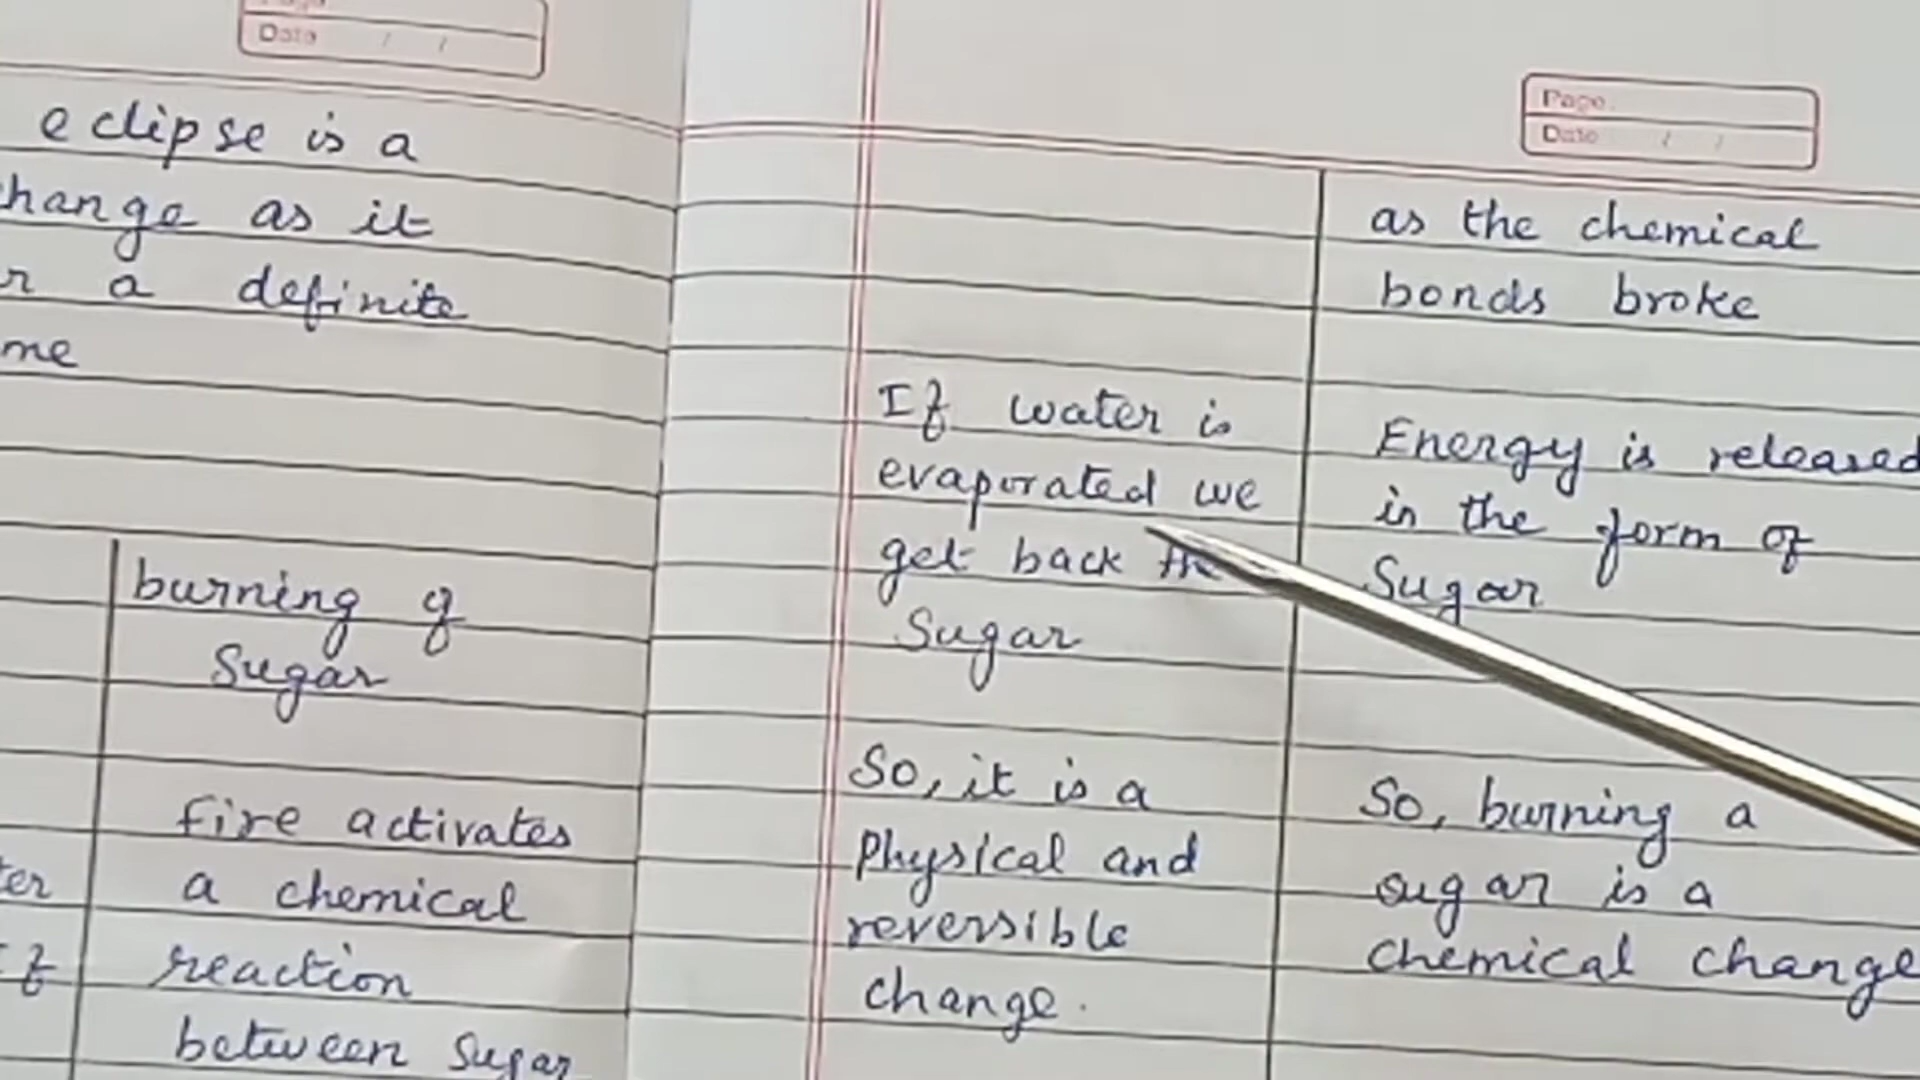 Date / /
eclipse is a
hange as it
r a definite
me
burning of
Sugar
fire activates
a chemical
reaction
between Sugar
Page.
Date / /
If water is
evaporated we
get back the
Sugar
So, it is a
Physical and
reversible
change.
as the chemical
bonds broke
Energy is released
in the form of
Sugar
So, burning a
sugar is a
chemical change